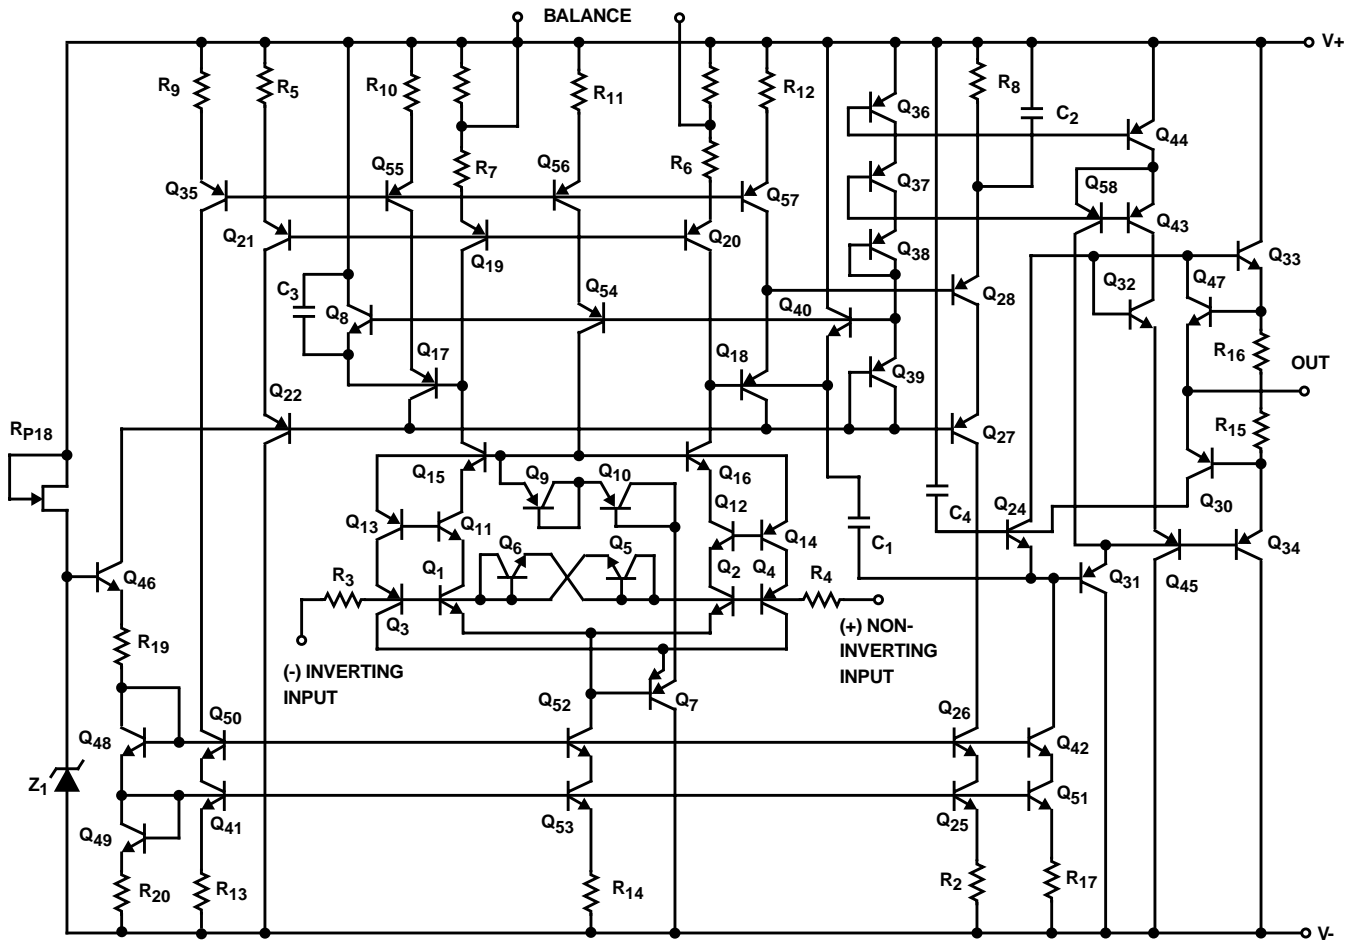 BALANCE
V+
R9
R5
R10
R11
R12
R8
C2
Q36
Q44
Q35
Q55
R7
Q56
R6
Q57
Q37
Q58
Q21
Q19
Q20
Q38
Q43
Q33
C3
Q8
Q54
Q40
Q28
Q32
Q47
R16
OUT
Q17
Q18
Q39
Q22
RP18
Q27
R15
Q15
Q9
Q10
Q16
Q13
Q11
Q12
Q14
C1
C4
Q24
Q30
Q34
Q46
R3
Q1
Q6
Q5
Q2
Q4
R4
Q31
Q45
Q3
R19
(-) INVERTING
INPUT
(+) NON-
INVERTING
INPUT
Q7
Q48
Q50
Q52
Q26
Q42
Z1
Q49
Q41
Q53
Q25
Q51
R20
R13
R14
R2
R17
V-